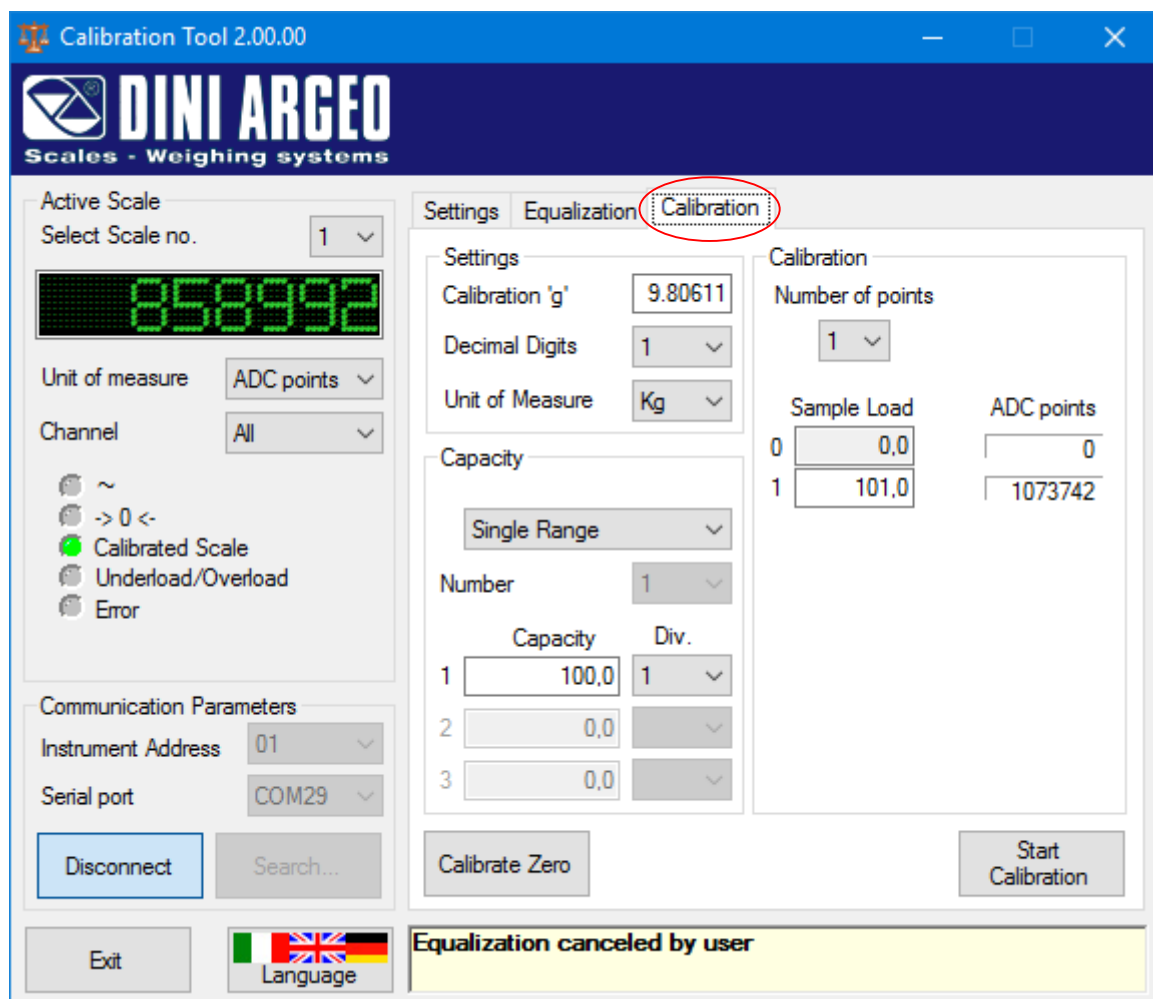 Calibration Tool 2.00.00
DINI ARGEO
Scales - Weighing systems
Active Scale
Select Scale no.
1
858992
Unit of measure
ADC points
Channel
All
~
-> 0 <-
Calibrated Scale
Underload/Overload
Error
Communication Parameters
Instrument Address
01
Serial port
COM29
Disconnect
Search...
Exit
Language
Settings
Equalization
Calibration
Settings
Calibration 'g'
9.80611
Decimal Digits
1
Unit of Measure
Kg
Capacity
Single Range
Number
1
Capacity
Div.
1
100,0
1
2
0,0
3
0,0
Calibrate Zero
Calibration
Number of points
1
Sample Load
ADC points
0
0,0
0
1
101,0
1073742
Start
Calibration
Equalization canceled by user